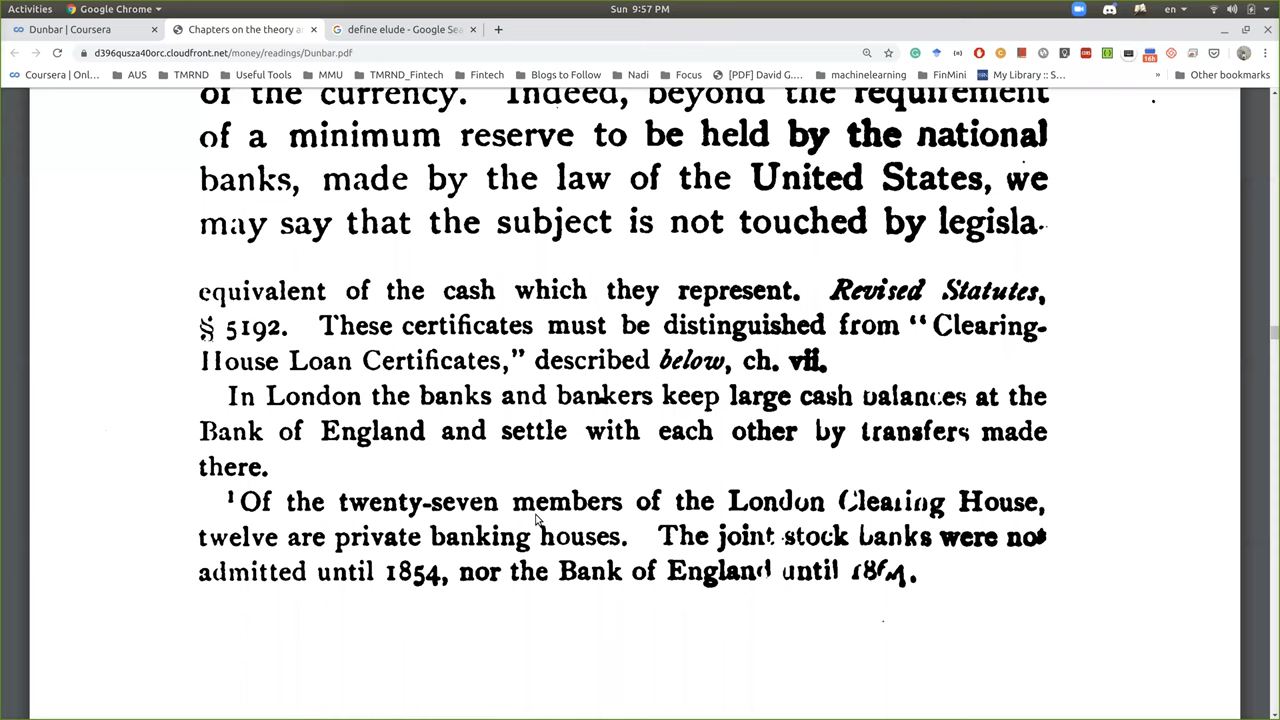 Activities
Google Chrome
Sun 9:57 PM
en
Dunbar | Coursera
Chapters on the theory a
define elude - Google Sea
d396qusza40orc.cloudfront.net/money/readings/Dunbar.pdf
Coursera | Onl...
AUS
TMRND
Useful Tools
MMU
TMRND_Fintech
Fintech
Blogs to Follow
Nadi
Focus
[PDF] David G....
machinelearning
FinMini
My Library :: S...
»
Other bookmarks
of the currency. Indeed, beyond the requirement
of a minimum reserve to be held by the national
banks, made by the law of the United States, we
may say that the subject is not touched by legisla-
equivalent of the cash which they represent. Revised Statutes,
§ 5192. These certificates must be distinguished from "Clearing-
House Loan Certificates," described below, ch. vii.
In London the banks and bankers keep large cash balances at the
Bank of England and settle with each other by transfers made
there.
¹ Of the twenty-seven members of the London Clearing House,
twelve are private banking houses. The joint stock banks were not
admitted until 1854, nor the Bank of England until